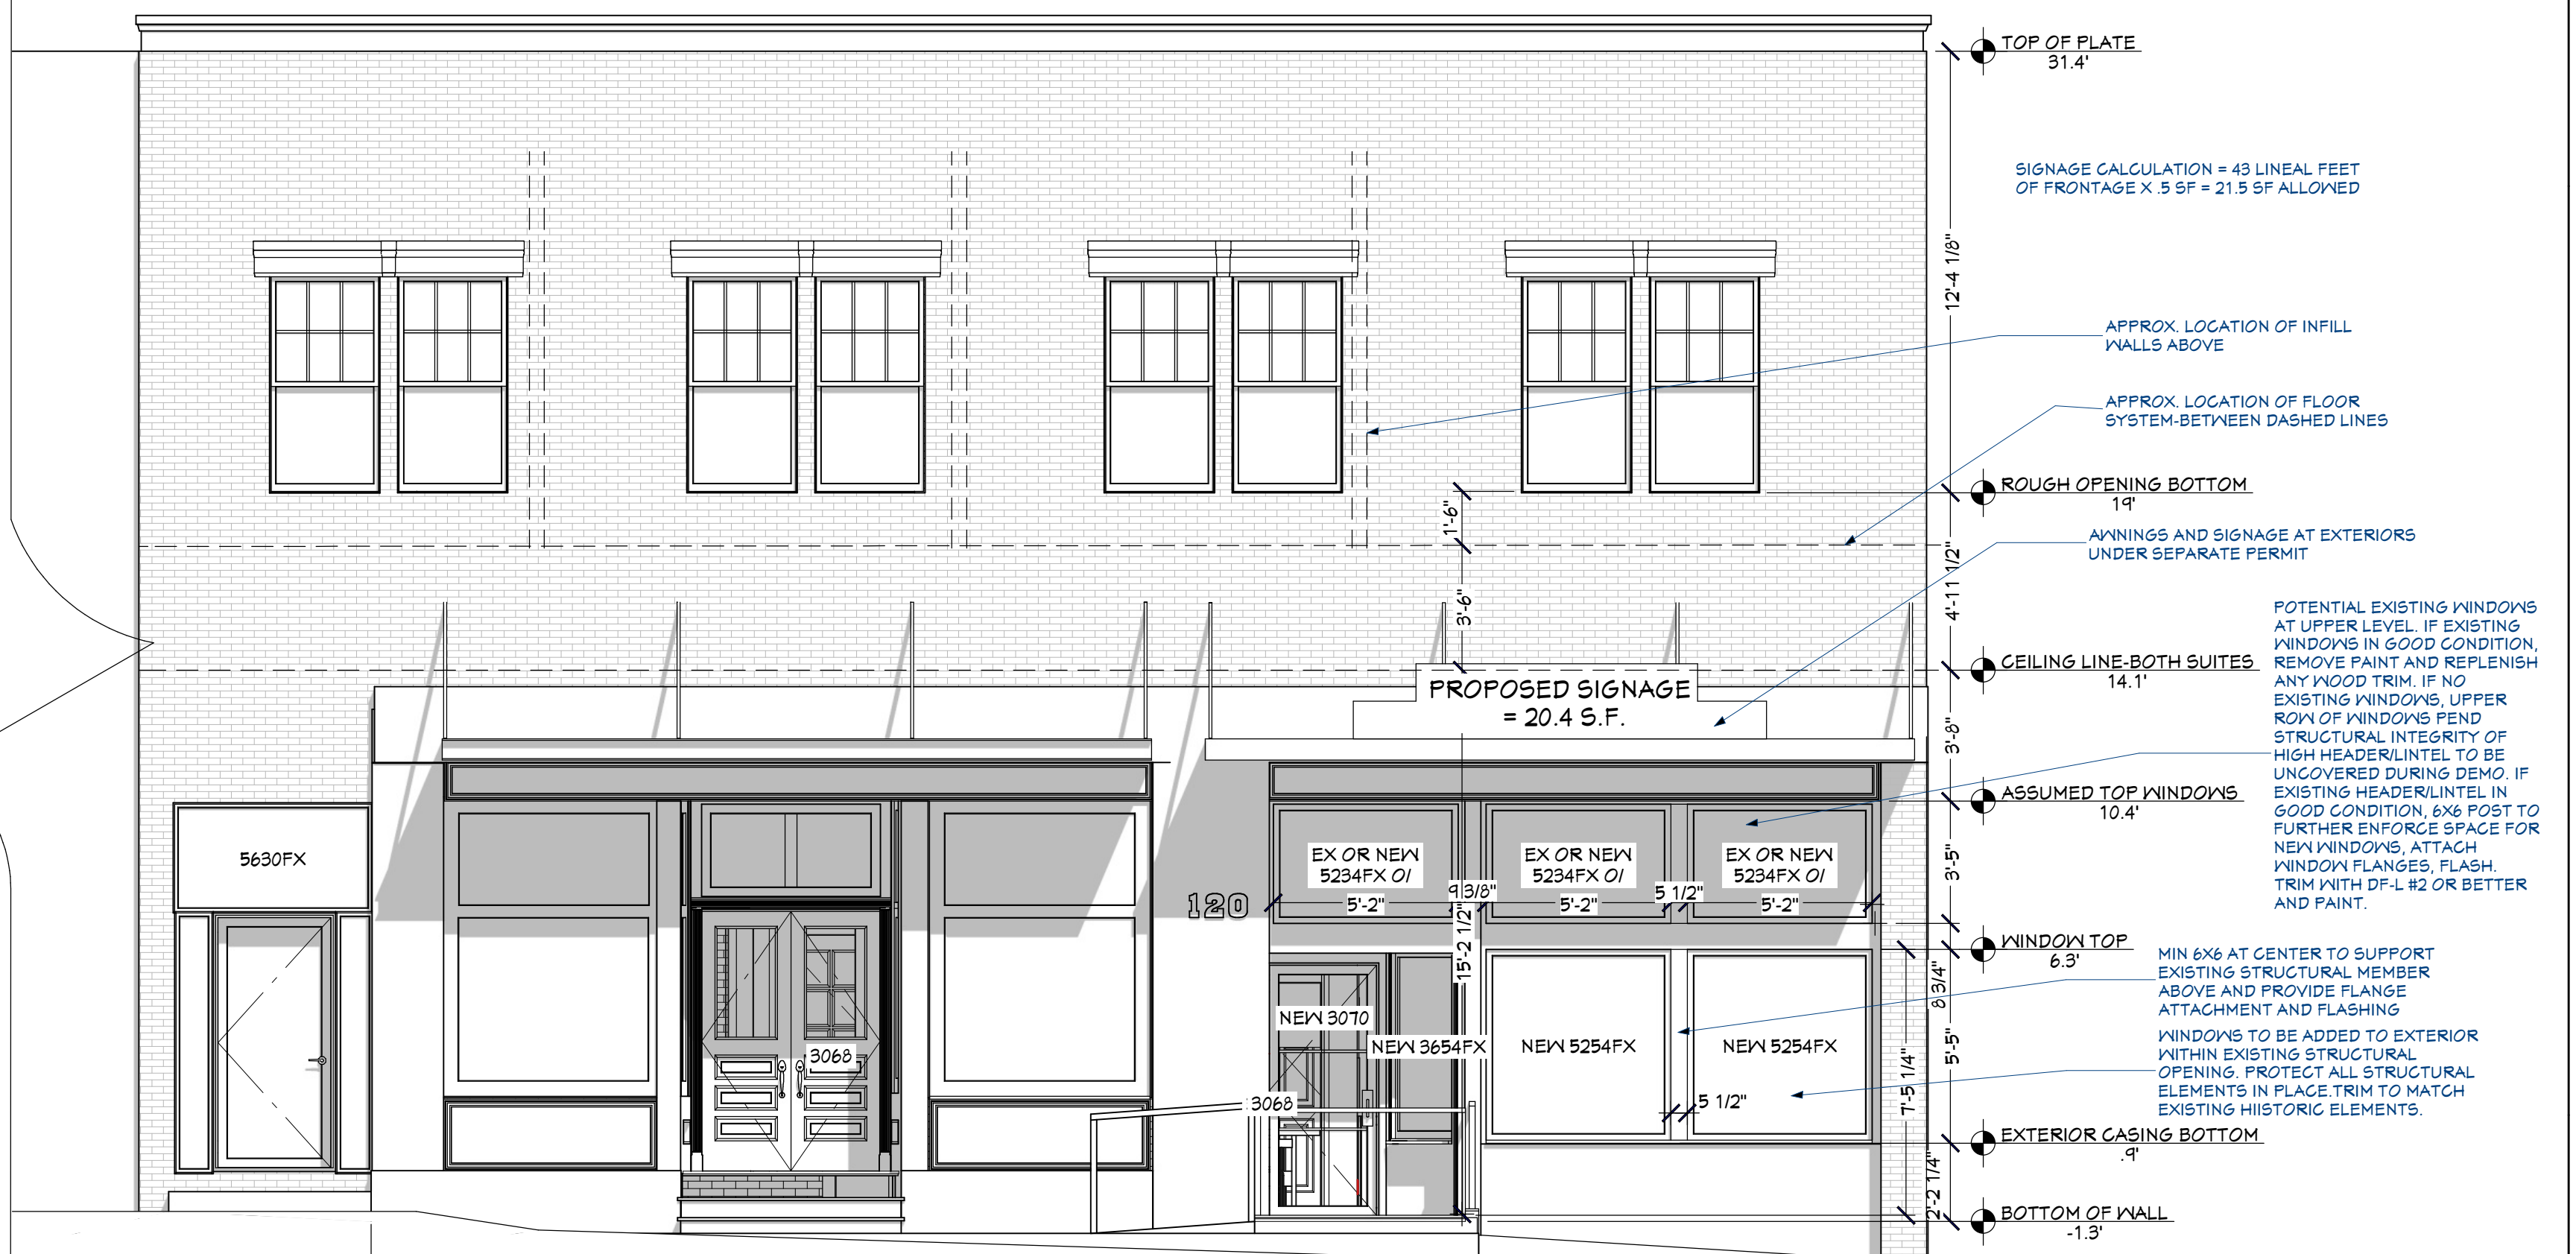 TOP OF PLATE
31.4'
SIGNAGE CALCULATION = 43 LINEAL FEET
OF FRONTAGE X .5 SF = 21.5 SF ALLOWED
12'-4 1/8"
APPROX. LOCATION OF INFILL
WALLS ABOVE
APPROX. LOCATION OF FLOOR
SYSTEM-BETWEEN DASHED LINES
ROUGH OPENING BOTTOM
19'
1'-6"
AWNINGS AND SIGNAGE AT EXTERIORS
UNDER SEPARATE PERMIT
4'-11 1/2"
3'-6"
CEILING LINE-BOTH SUITES
14.1'
PROPOSED SIGNAGE
= 20.4 S.F.
3'-8"
POTENTIAL EXISTING WINDOWS
AT UPPER LEVEL. IF EXISTING
WINDOWS IN GOOD CONDITION,
REMOVE PAINT AND REPLENISH
ANY WOOD TRIM. IF NO
EXISTING WINDOWS, UPPER
ROW OF WINDOWS PEND
STRUCTURAL INTEGRITY OF
HIGH HEADER/LINTEL TO BE
UNCOVERED DURING DEMO. IF
EXISTING HEADER/LINTEL IN
GOOD CONDITION, 6X6 POST TO
FURTHER ENFORCE SPACE FOR
NEW WINDOWS, ATTACH
WINDOW FLANGES, FLASH.
TRIM WITH DF-L #2 OR BETTER
AND PAINT.
ASSUMED TOP WINDOWS
10.4'
5630FX
EX OR NEW
5234FX O/
EX OR NEW
5234FX O/
EX OR NEW
5234FX O/
3'-5"
120
5'-2"
9 3/8"
5'-2"
5 1/2"
5'-2"
15'-2 1/2"
WINDOW TOP
6.3'
8 3/4"
MIN 6X6 AT CENTER TO SUPPORT
EXISTING STRUCTURAL MEMBER
ABOVE AND PROVIDE FLANGE
ATTACHMENT AND FLASHING
3068
NEW 3070
NEW 3654FX
NEW 5254FX
NEW 5254FX
5'-5"
7'-5 1/4"
WINDOWS TO BE ADDED TO EXTERIOR
WITHIN EXISTING STRUCTURAL
OPENING. PROTECT ALL STRUCTURAL
ELEMENTS IN PLACE.TRIM TO MATCH
EXISTING HIISTORIC ELEMENTS.
3068
5 1/2"
EXTERIOR CASING BOTTOM
.9'
2'-2 1/4"
BOTTOM OF WALL
-1.3'